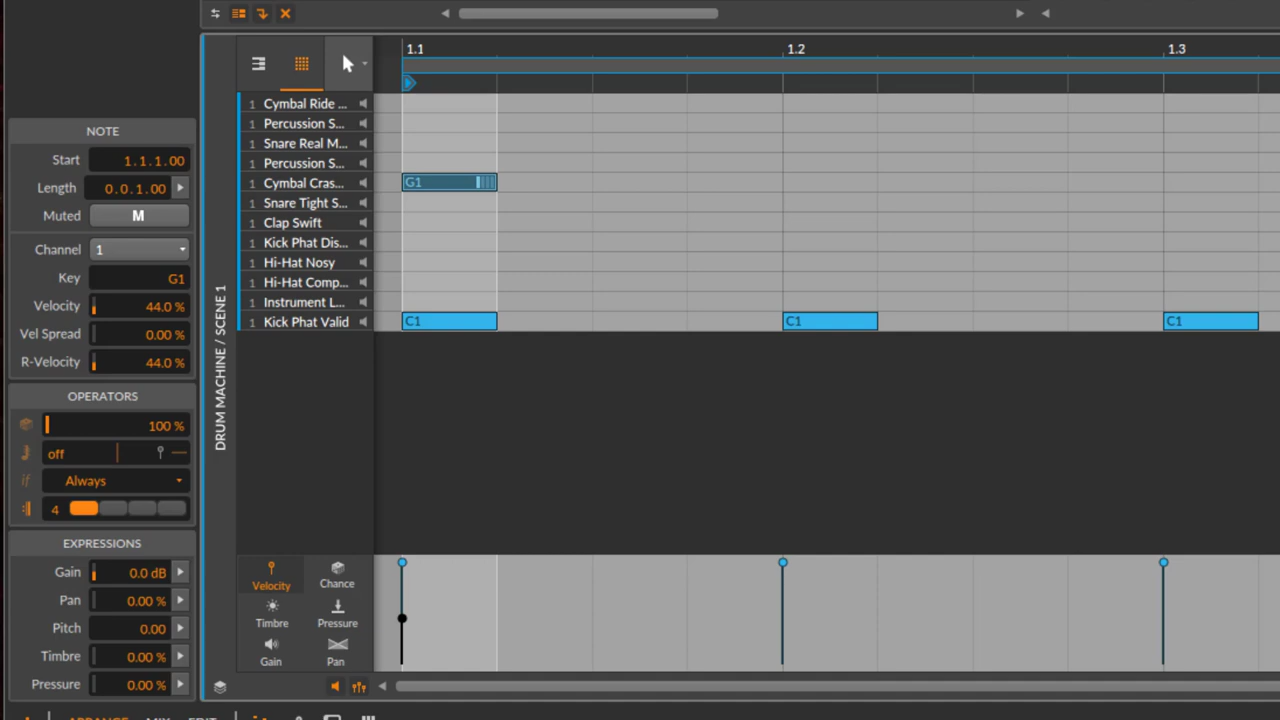 1.1 1.2 1.3
NOTE
Start 1.1.1.00
Length 0.0.1.00
Muted M
Channel 1
Key G1
Velocity 44.0 %
Vel Spread 0.00 %
R-Velocity 44.0 %
OPERATORS
100 %
off
if Always
4
EXPRESSIONS
Gain 0.0 dB
Pan 0.00 %
Pitch 0.00
Timbre 0.00 %
Pressure 0.00 %
DRUM MACHINE / SCENE 1
1 Cymbal Ride ...
1 Percussion S...
1 Snare Real M...
1 Percussion S...
1 Cymbal Cras... G1
1 Snare Tight S...
1 Clap Swift
1 Kick Phat Dis...
1 Hi-Hat Nosy
1 Hi-Hat Comp...
1 Instrument L...
1 Kick Phat Valid C1 C1 C1
Velocity Chance
Timbre Pressure
Gain Pan
ARRANGE MIX EDIT